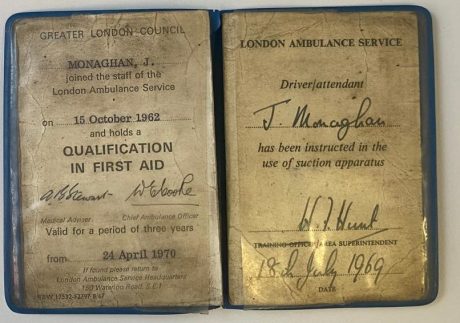 GREATER LONDON COUNCIL
MONAGHAN, J.
joined the staff of the
London Ambulance Service
on 15 October 1962
and holds a
QUALIFICATION
IN FIRST AID
Medical Adviser Chief Ambulance Officer
Valid for a period of three years
from 24 April 1970
If found please return to
London Ambulance Service Headquarters
150 Waterloo Road, S.E.1
LONDON AMBULANCE SERVICE
Driver/attendant
J. Monaghan
has been instructed in the
use of suction apparatus
W J Hunt
TRAINING OFFICER/AREA SUPERINTENDENT
18th July 1969
DATE